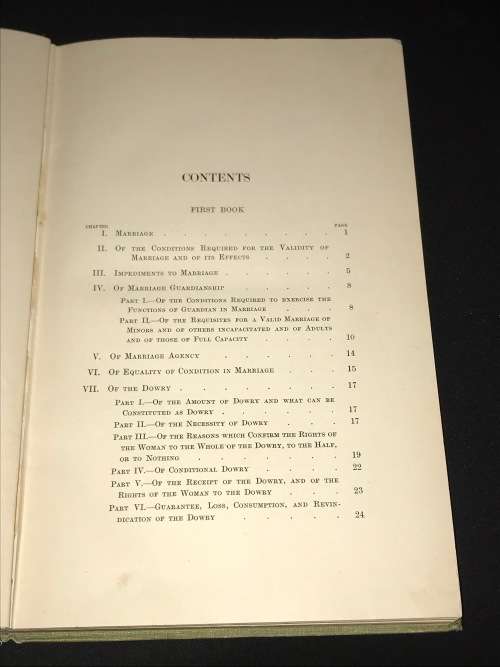 CONTENTS
FIRST BOOK
CHAPTER PAGE
I. Marriage . . . . . . . . . 1
II. Of the Conditions Required for the Validity of
Marriage and of its Effects . . . . 2
III. Impediments to Marriage . . . . . . 5
IV. Of Marriage Guardianship . . . . . . 8
Part I.—Of the Conditions Required to exercise the
Functions of Guardian in Marriage . . . 8
Part II.—Of the Requisites for a Valid Marriage of
Minors and of others incapacitated and of Adults
and of those of Full Capacity . . . . 10
V. Of Marriage Agency . . . . . . 14
VI. Of Equality of Condition in Marriage . . . . 15
VII. Of the Dowry . . . . . . . . 17
Part I.—Of the Amount of Dowry and what can be
Constituted as Dowry . . . . . . 17
Part II.—Of the Necessity of Dowry . . . 17
Part III.—Of the Reasons which Confirm the Rights of
the Woman to the Whole of the Dowry, to the Half,
or to Nothing . . . . . . . 19
Part IV.—Of Conditional Dowry . . . . 22
Part V.—Of the Receipt of the Dowry, and of the
Rights of the Woman to the Dowry . . . 23
Part VI.—Guarantee, Loss, Consumption, and Revin-
dication of the Dowry . . . . . 24